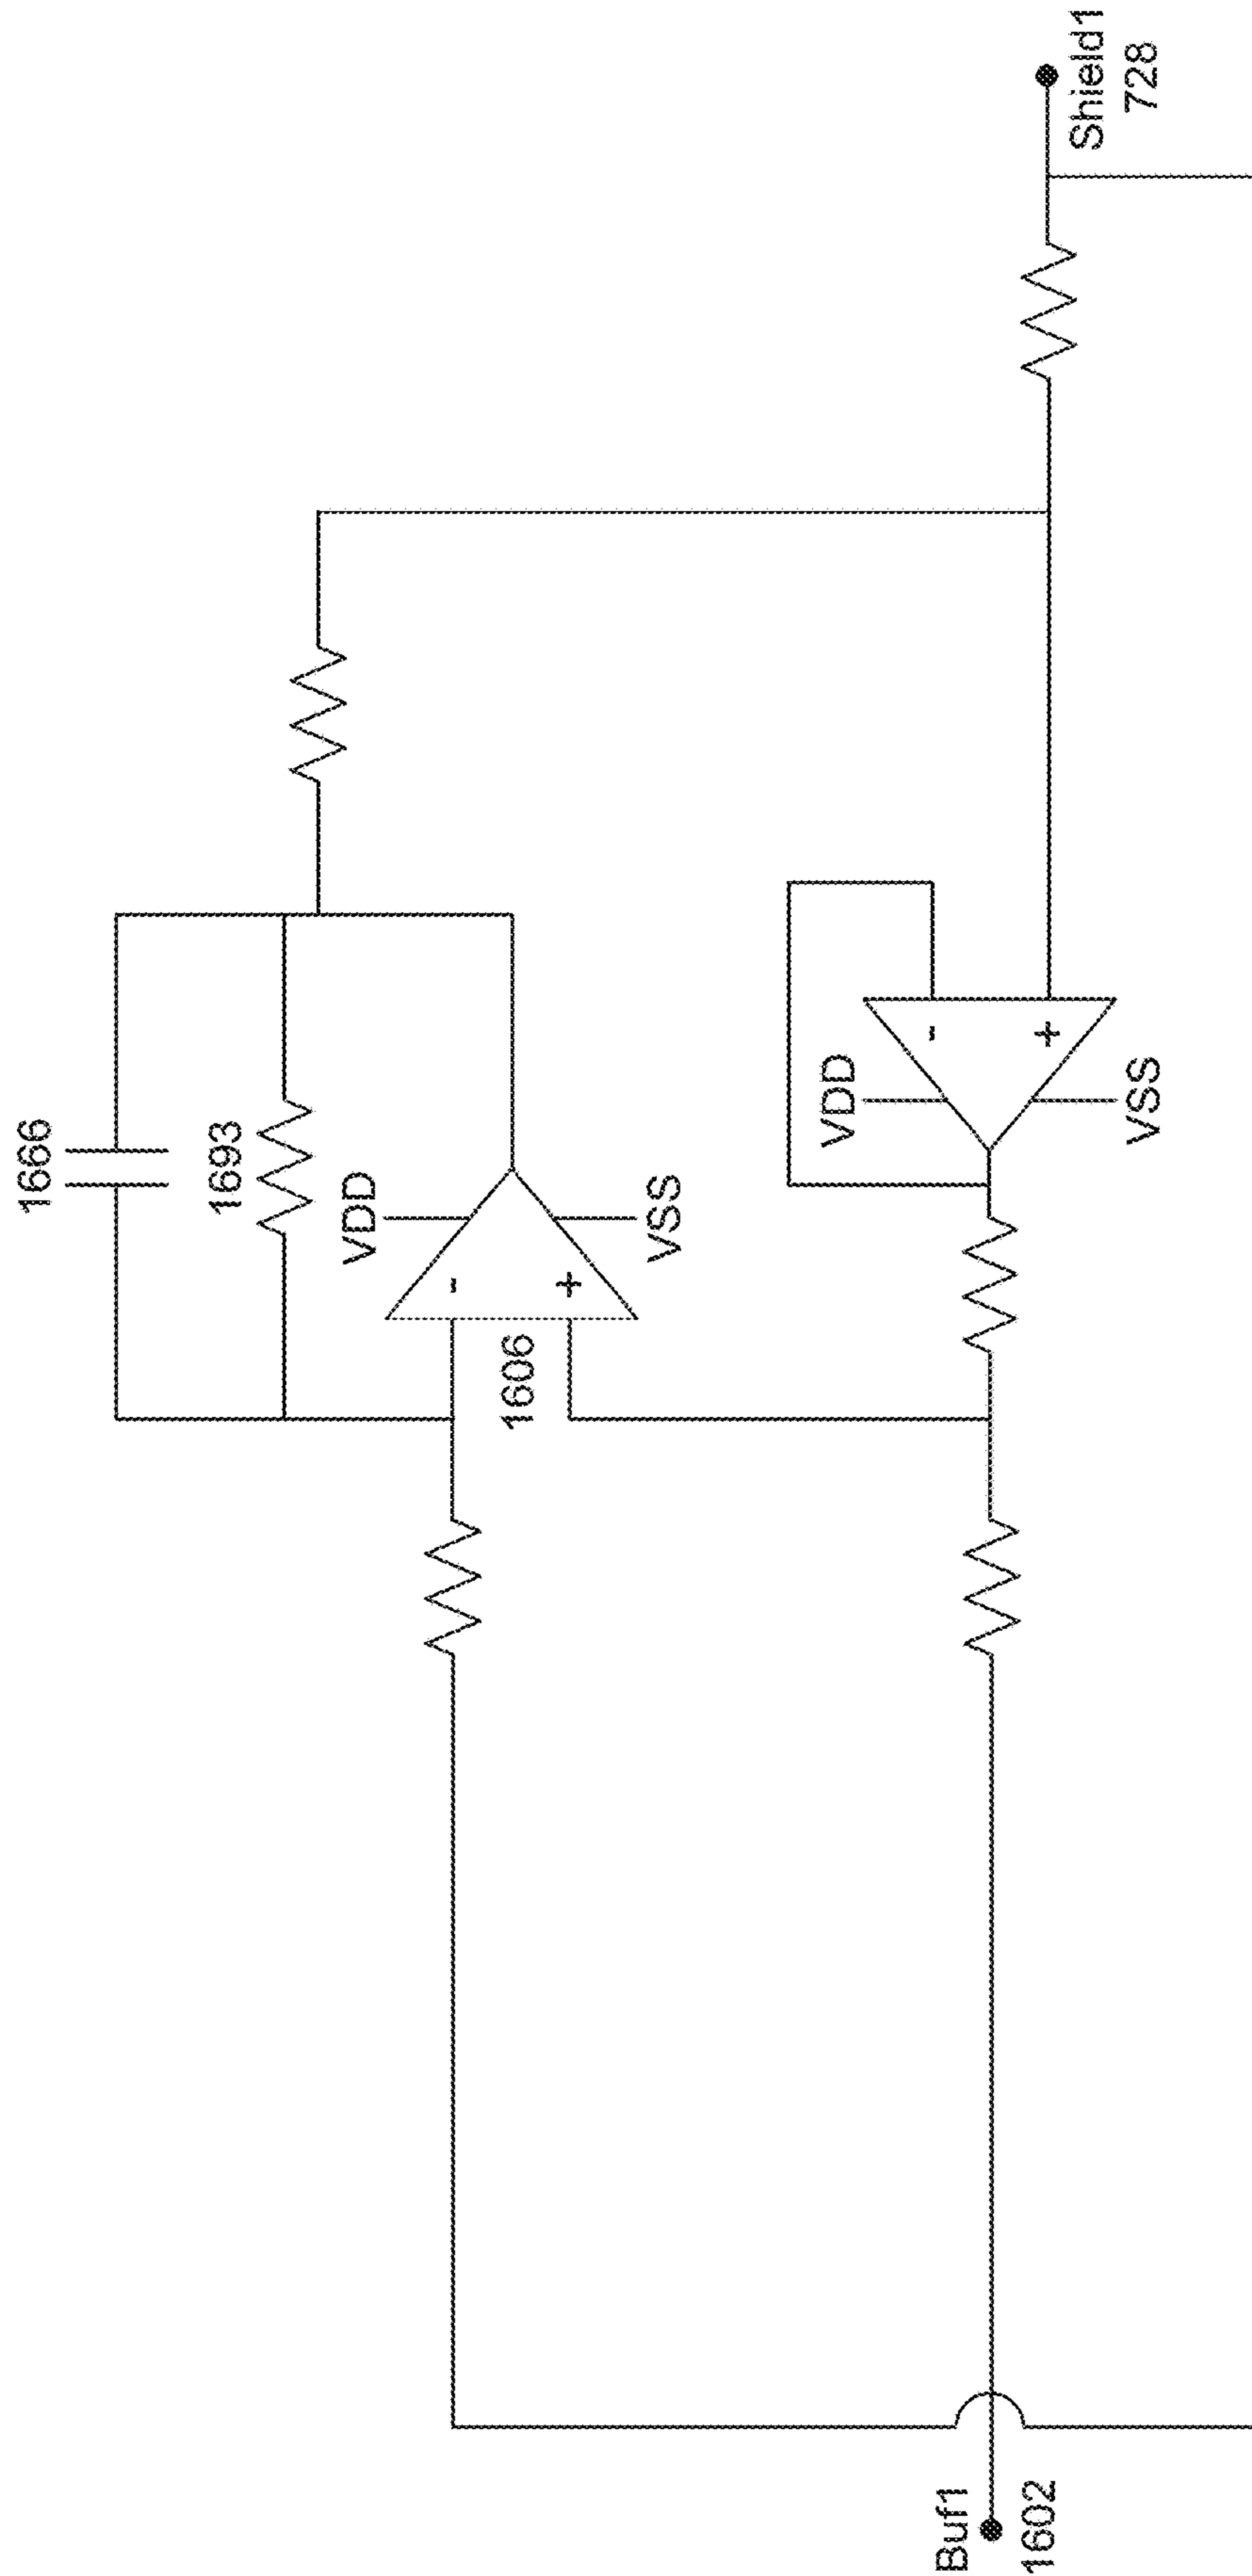 1666
1693
VDD
-
+
1606
VSS
VDD
-
+
VSS
Buf1
1602
Shield1
728